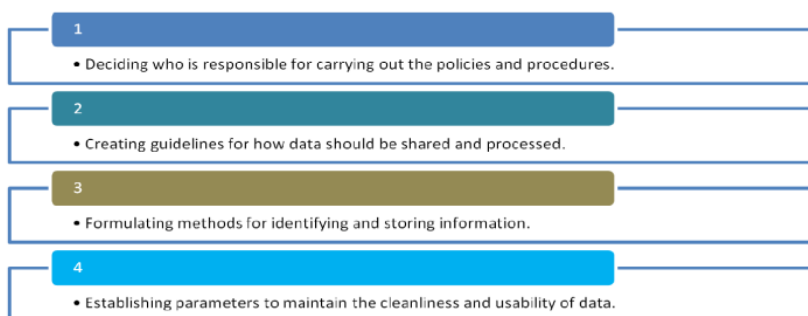 1
• Deciding who is responsible for carrying out the policies and procedures.
2
• Creating guidelines for how data should be shared and processed.
3
• Formulating methods for identifying and storing information.
4
• Establishing parameters to maintain the cleanliness and usability of data.